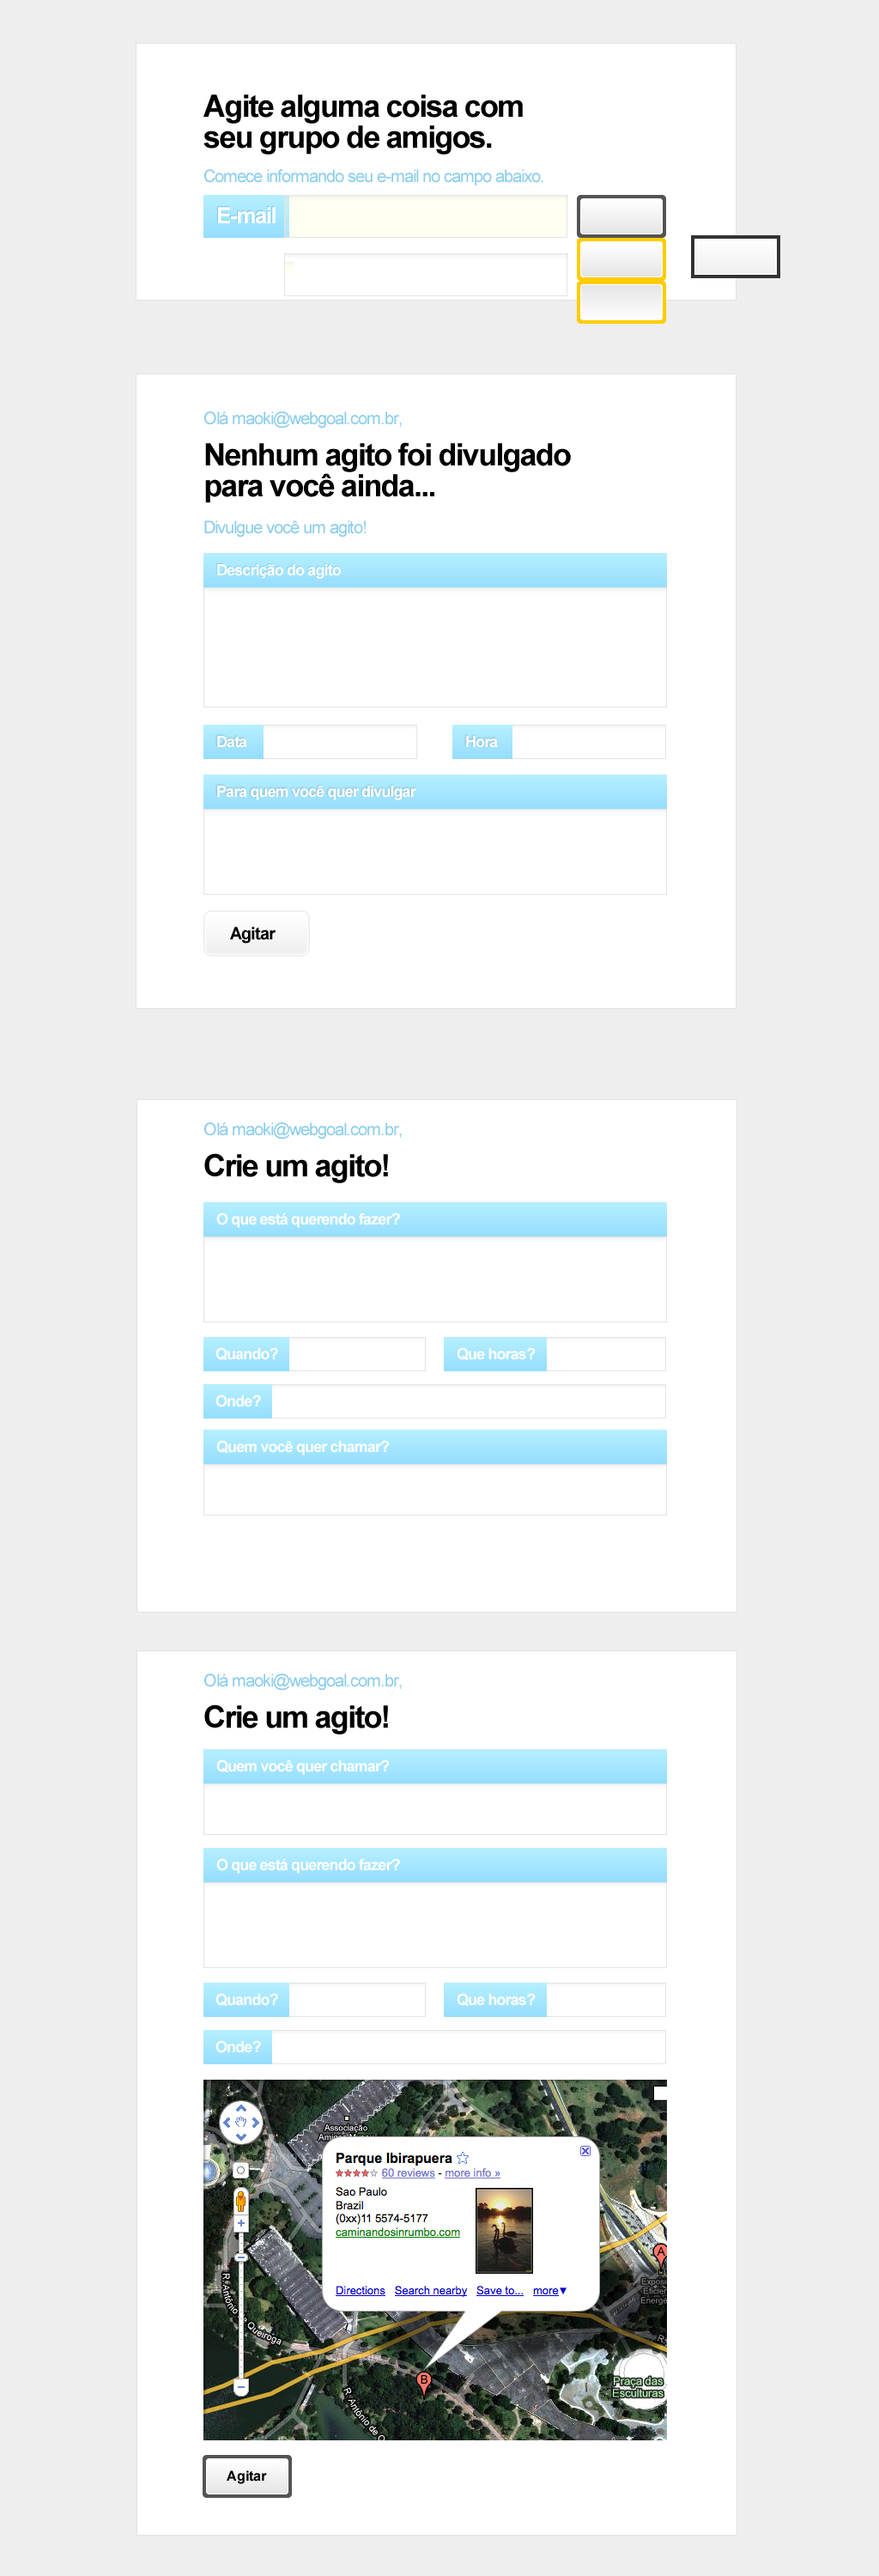 Agite alguma coisa com
seu grupo de amigos.
Comece informando seu e-mail no campo abaixo.
E-mail
Olá maoki@webgoal.com.br,
Nenhum agito foi divulgado
para você ainda...
Divulgue você um agito!
Descrição do agito
Data
Hora
Para quem você quer divulgar
Agitar
Olá maoki@webgoal.com.br,
Crie um agito!
O que está querendo fazer?
Quando?
Que horas?
Onde?
Quem você quer chamar?
Olá maoki@webgoal.com.br,
Crie um agito!
Quem você quer chamar?
O que está querendo fazer?
Quando?
Que horas?
Onde?
Associação
Parque Ibirapuera
60 reviews - more info »
Sao Paulo
Brazil
(0xx)11 5574-5177
caminandosinrumbo.com
Directions Search nearby Save to... more▼
A
R. Antônio
Queiroga
B
R. Antônio de
Praça das
Esculturas
Agitar